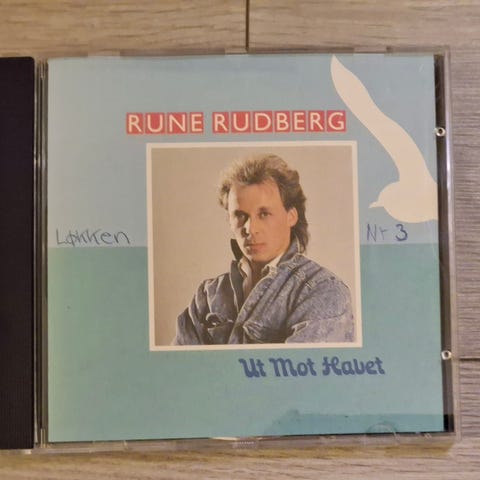 RUNE RUDBERG
Løkken
Nr 3
Ut Mot Havet